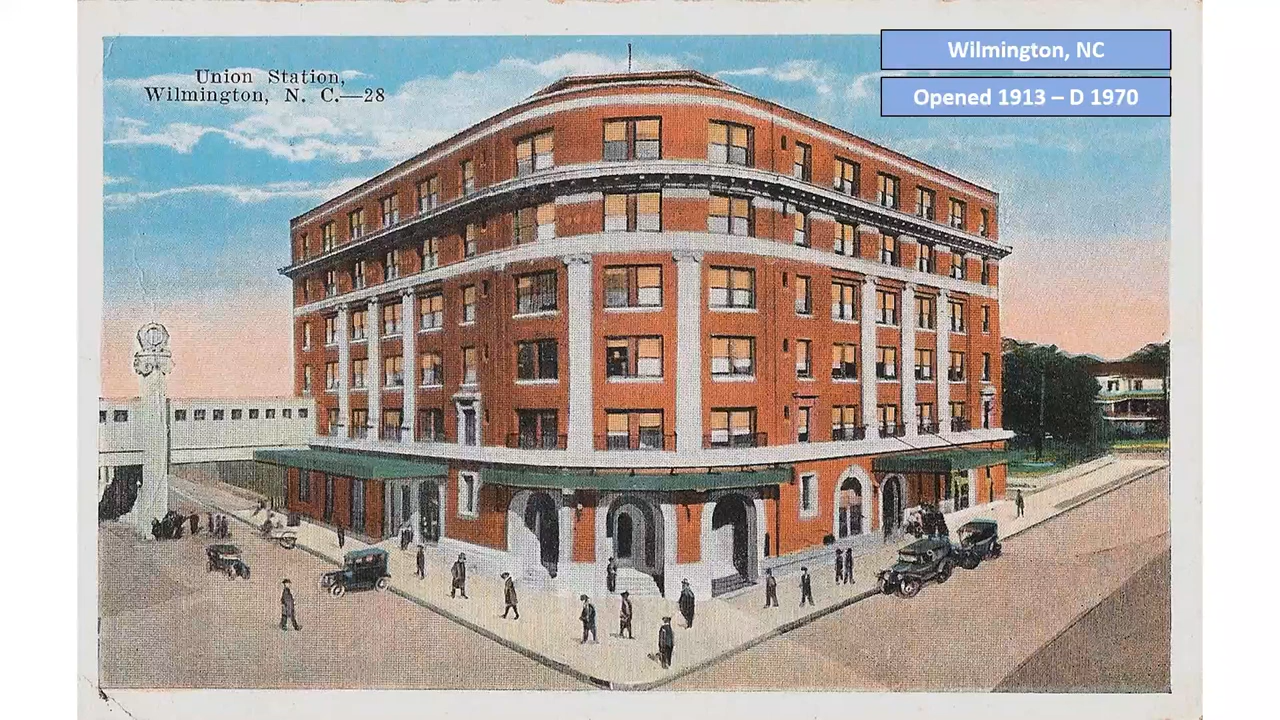 Union Station,
Wilmington, N. C.—28
Wilmington, NC
Opened 1913 – D 1970